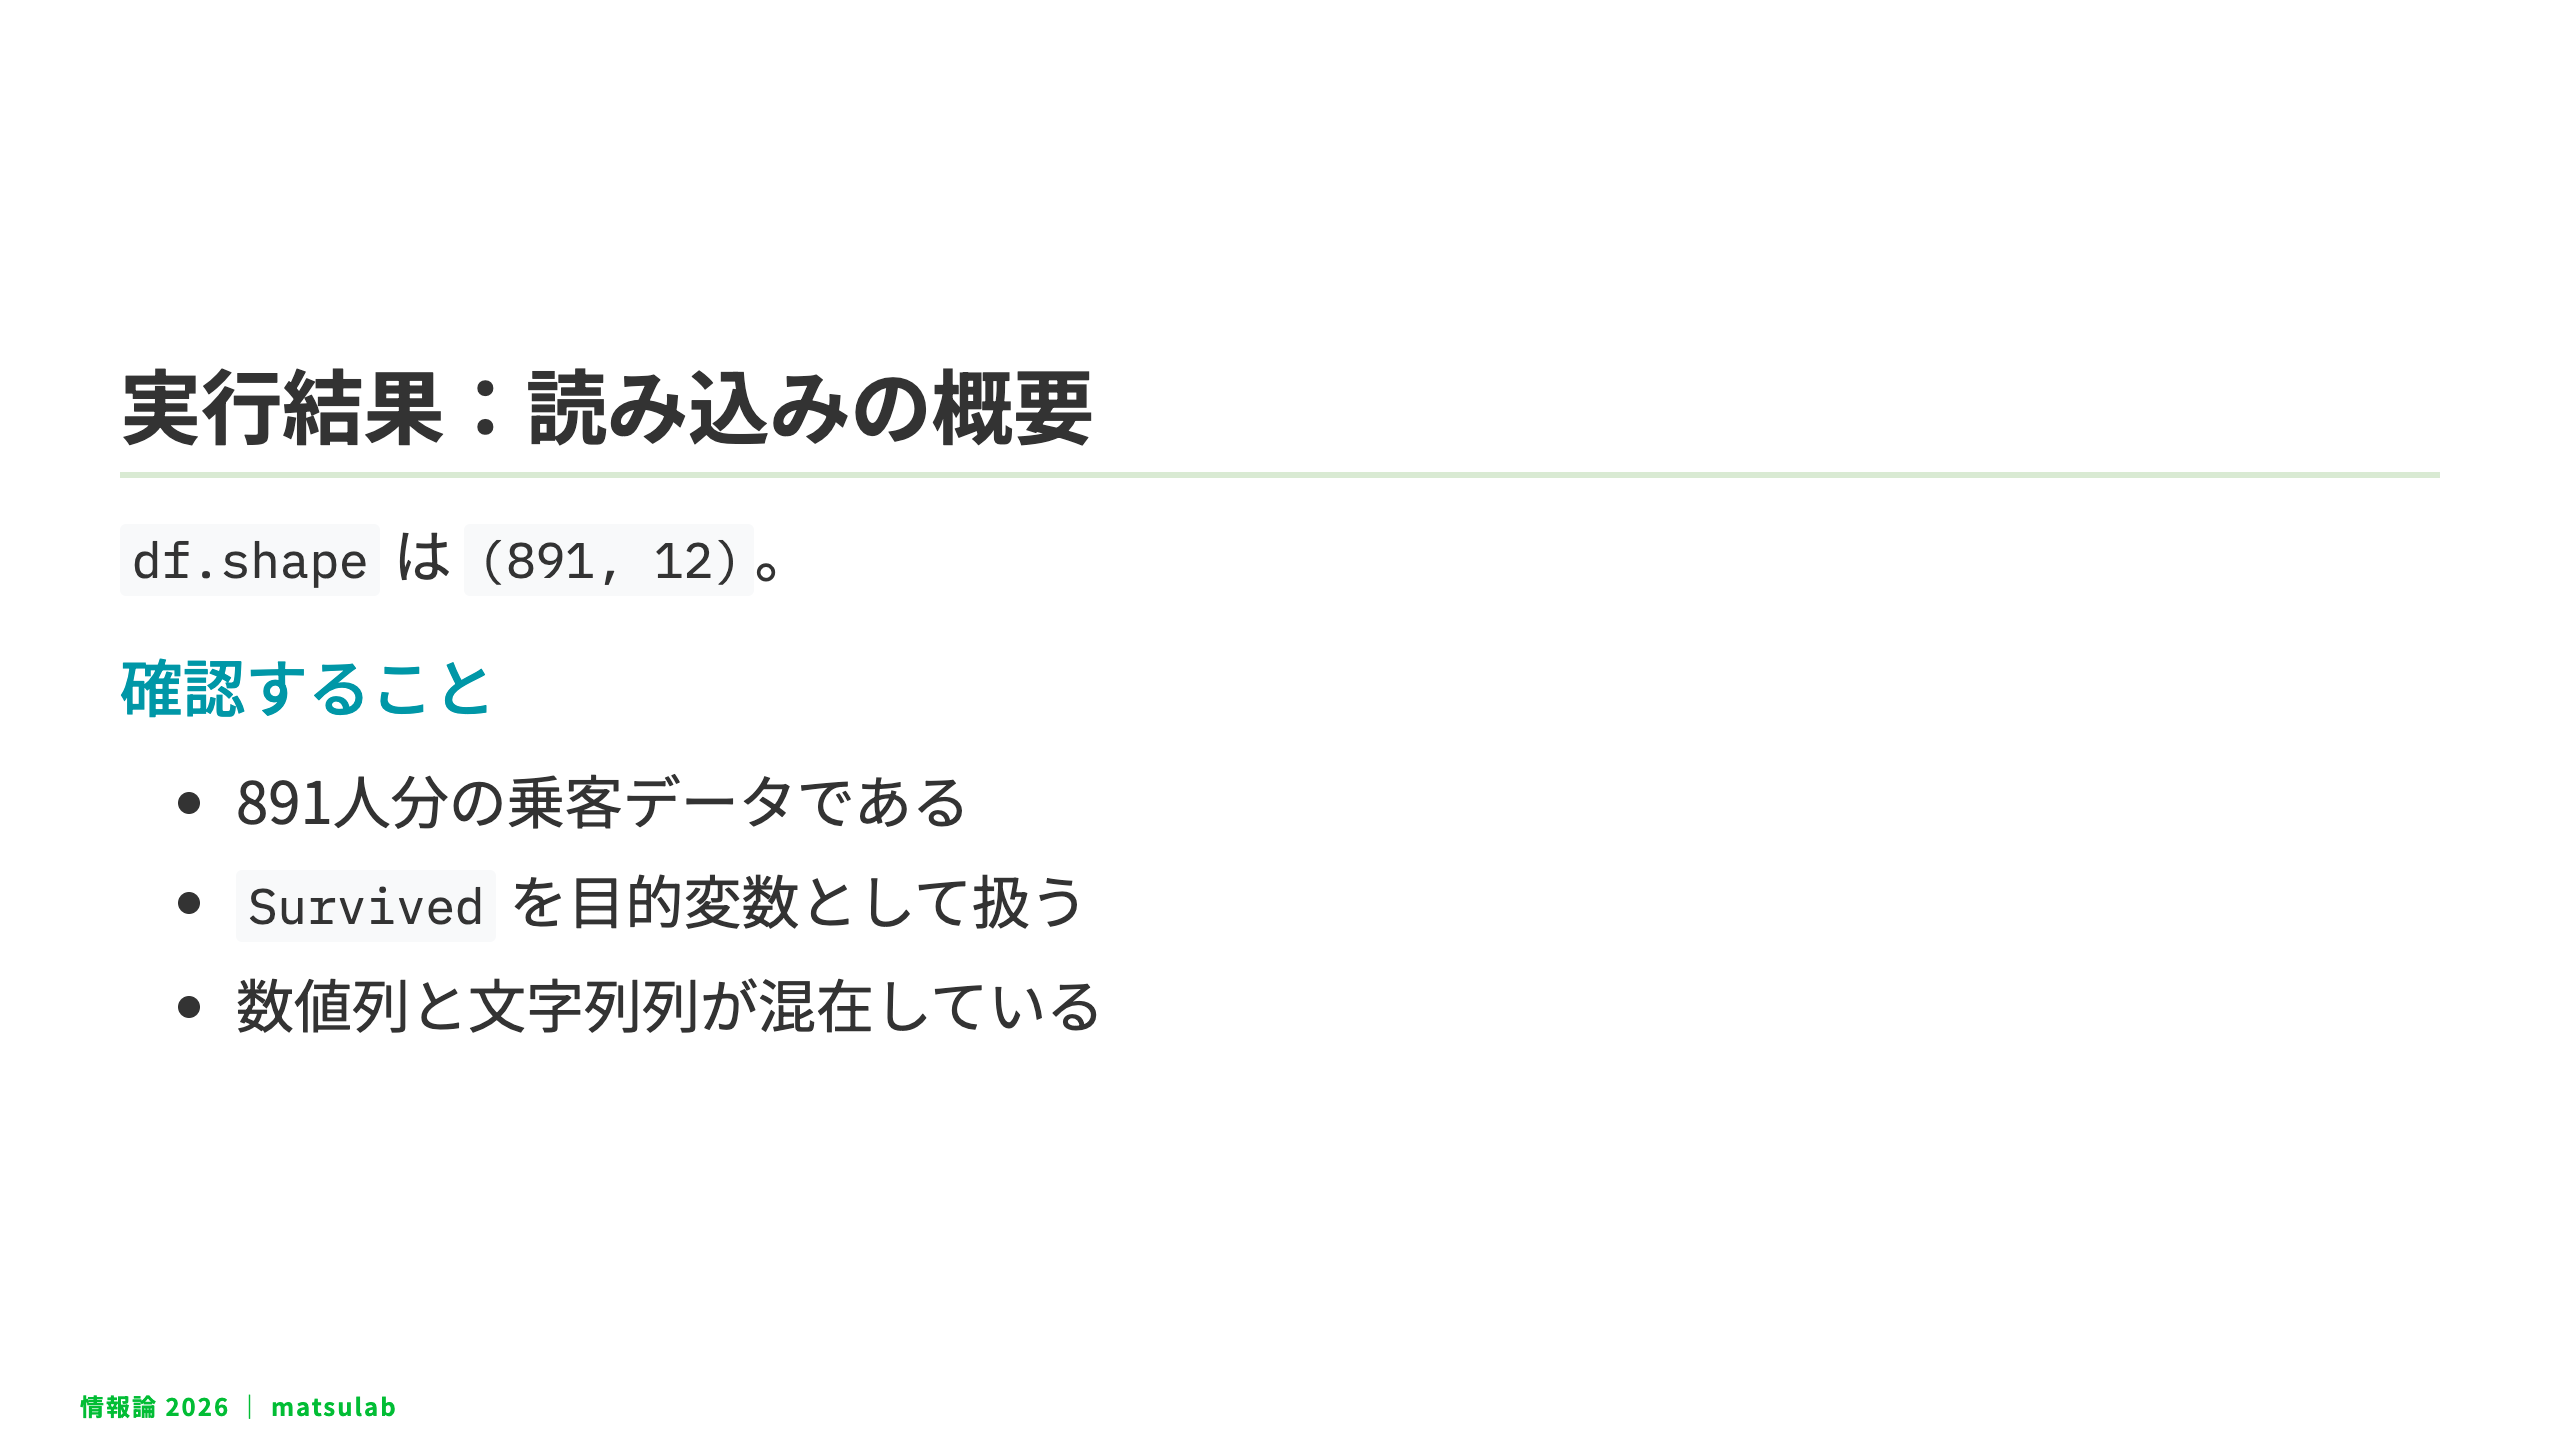 実行結果：読み込みの概要
df.shape は (891, 12)。
確認すること
• 891人分の乗客データである
• Survived を目的変数として扱う
• 数値列と文字列列が混在している
情報論 2026 ｜ matsulab